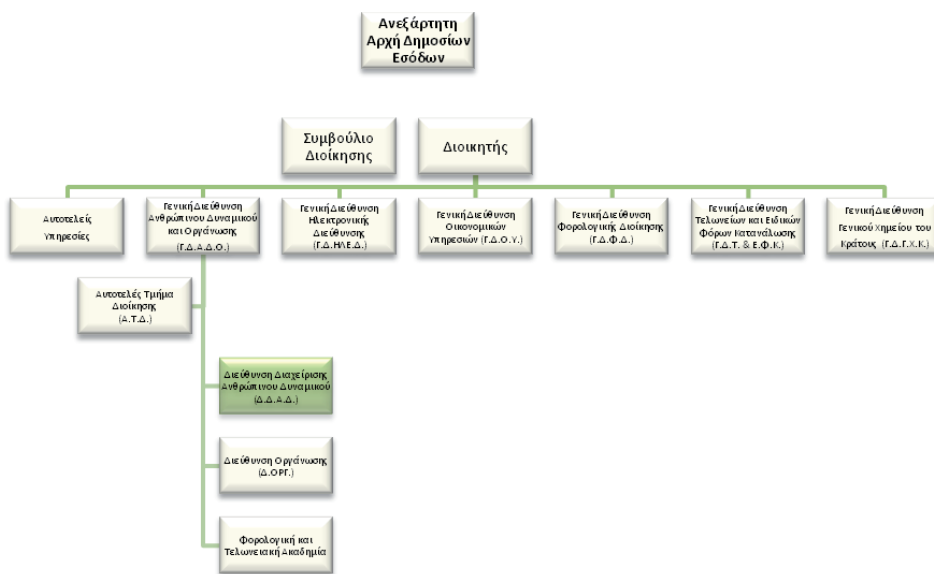 Ανεξάρτητη
Αρχή Δημοσίων
Εσόδων
Συμβούλιο
Διοίκησης
Διοικητής
Αυτοτελείς
Υπηρεσίες
Γενική Διεύθυνση
Ανθρώπινου Δυναμικού
και Οργάνωσης
(Γ.Δ.Α.Δ.Ο.)
Γενική Διεύθυνση
Ηλεκτρονικής
Διεύθυνσης
(Γ.Δ.ΗΛΕ.Δ.)
Γενική Διεύθυνση
Οικονομικών
Υπηρεσιών (Γ.Δ.Ο.Υ.)
Γενική Διεύθυνση
Φορολογικής Διοίκησης
(Γ.Δ.Φ.Δ.)
Γενική Διεύθυνση
Τελωνείων και Ειδικών
Φόρων Κατανάλωσης
(Γ.Δ.Τ. & Ε.Φ.Κ.)
Γενική Διεύθυνση
Γενικού Χημείου του
Κράτους (Γ.Δ.Γ.Χ.Κ.)
Αυτοτελές Τμήμα
Διοίκησης
(Α.Τ.Δ.)
Διεύθυνση Διαχείρισης
Ανθρώπινου Δυναμικού
(Δ.Δ.Α.Δ.)
Διεύθυνση Οργάνωσης
(Δ.ΟΡΓ.)
Φορολογική και
Τελωνειακή Ακαδημία